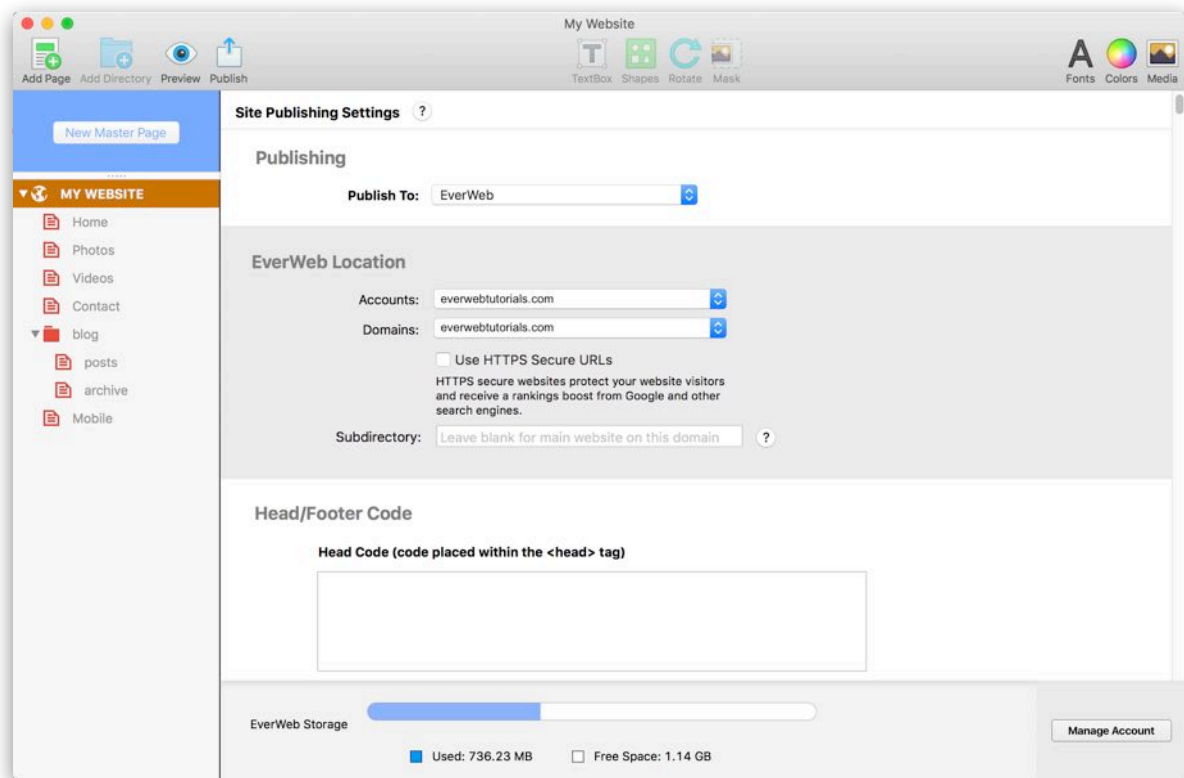 My Website
Add Page Add Directory Preview Publish
TextBox Shapes Rotate Mask
Fonts Colors Media
New Master Page
MY WEBSITE
Home
Photos
Videos
Contact
blog
posts
archive
Mobile
Site Publishing Settings ?
Publishing
Publish To: EverWeb
EverWeb Location
Accounts: everwebtutorials.com
Domains: everwebtutorials.com
Use HTTPS Secure URLs
HTTPS secure websites protect your website visitors
and receive a rankings boost from Google and other
search engines.
Subdirectory: Leave blank for main website on this domain ?
Head/Footer Code
Head Code (code placed within the <head> tag)
EverWeb Storage
Used: 736.23 MB Free Space: 1.14 GB
Manage Account